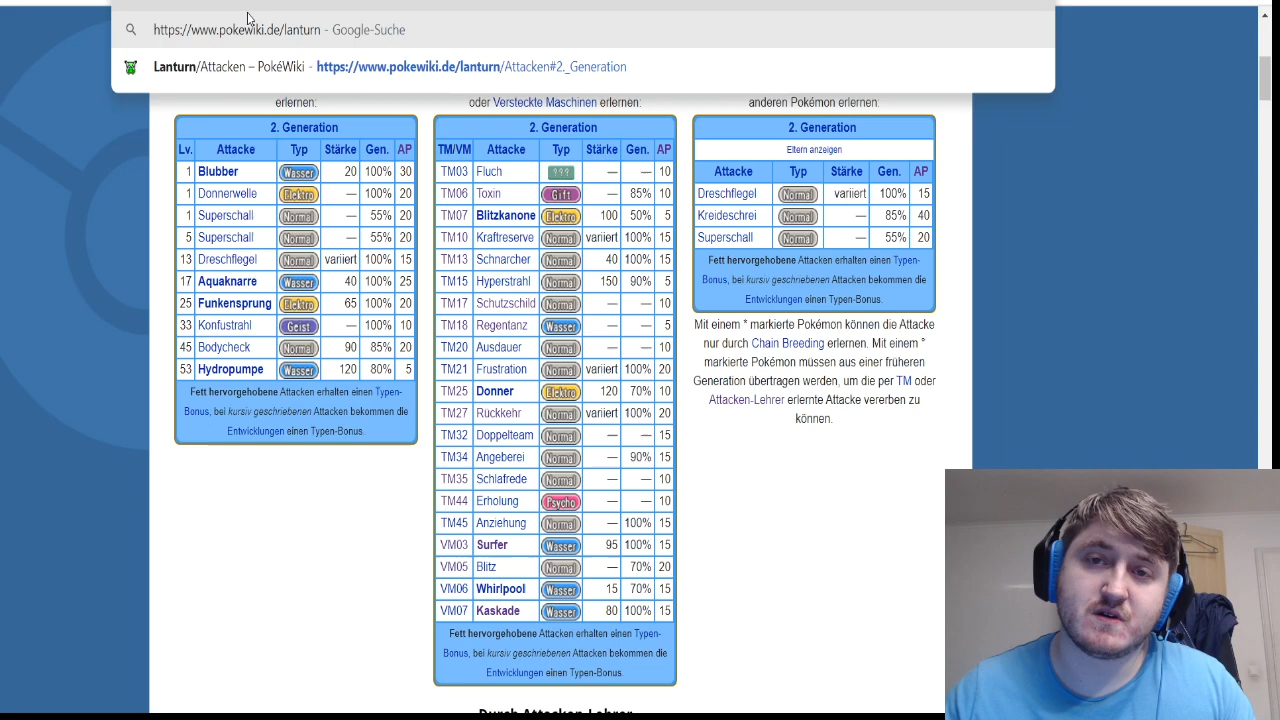 https://www.pokewiki.de/lanturn - Google-Suche
Lanturn/Attacken – PokéWiki - https://www.pokewiki.de/lanturn/Attacken#2._Generation
erlernen:
2. Generation
Lv. Attacke Typ Stärke Gen. AP
1 Blubber Wasser 20 100% 30
1 Donnerwelle Elektro — 100% 20
1 Superschall Normal — 55% 20
5 Superschall Normal — 55% 20
13 Dreschflegel Normal variiert 100% 15
17 Aquaknarre Wasser 40 100% 25
25 Funkensprung Elektro 65 100% 20
33 Konfustrahl Geist — 100% 10
45 Bodycheck Normal 90 85% 20
53 Hydropumpe Wasser 120 80% 5
Fett hervorgehobene Attacken erhalten einen Typen-
Bonus, bei kursiv geschriebenen Attacken bekommen die
Entwicklungen einen Typen-Bonus.
oder Versteckte Maschinen erlernen:
2. Generation
TM/VM Attacke Typ Stärke Gen. AP
TM03 Fluch ??? — — 10
TM06 Toxin Gift — 85% 10
TM07 Blitzkanone Elektro 100 50% 5
TM10 Kraftreserve Normal variiert 100% 15
TM13 Schnarcher Normal 40 100% 15
TM15 Hyperstrahl Normal 150 90% 5
TM17 Schutzschild Normal — — 10
TM18 Regentanz Wasser — — 5
TM20 Ausdauer Normal — — 10
TM21 Frustration Normal variiert 100% 20
TM25 Donner Elektro 120 70% 10
TM27 Rückkehr Normal variiert 100% 20
TM32 Doppelteam Normal — — 15
TM34 Angeberei Normal — 90% 15
TM35 Schlafrede Normal — — 10
TM44 Erholung Psycho — — 10
TM45 Anziehung Normal — 100% 15
VM03 Surfer Wasser 95 100% 15
VM05 Blitz Normal — 70% 20
VM06 Whirlpool Wasser 15 70% 15
VM07 Kaskade Wasser 80 100% 15
Fett hervorgehobene Attacken erhalten einen Typen-
Bonus, bei kursiv geschriebenen Attacken bekommen die
Entwicklungen einen Typen-Bonus.
Durch Attacken-Lehrer
anderen Pokémon erlernen:
2. Generation
Eltern anzeigen
Attacke Typ Stärke Gen. AP
Dreschflegel Normal variiert 100% 15
Kreideschrei Normal — 85% 40
Superschall Normal — 55% 20
Fett hervorgehobene Attacken erhalten einen Typen-
Bonus, bei kursiv geschriebenen Attacken bekommen die
Entwicklungen einen Typen-Bonus.
Mit einem * markierte Pokémon können die Attacke
nur durch Chain Breeding erlernen. Mit einem °
markierte Pokémon müssen aus einer früheren
Generation übertragen werden, um die per TM oder
Attacken-Lehrer erlernte Attacke vererben zu
können.